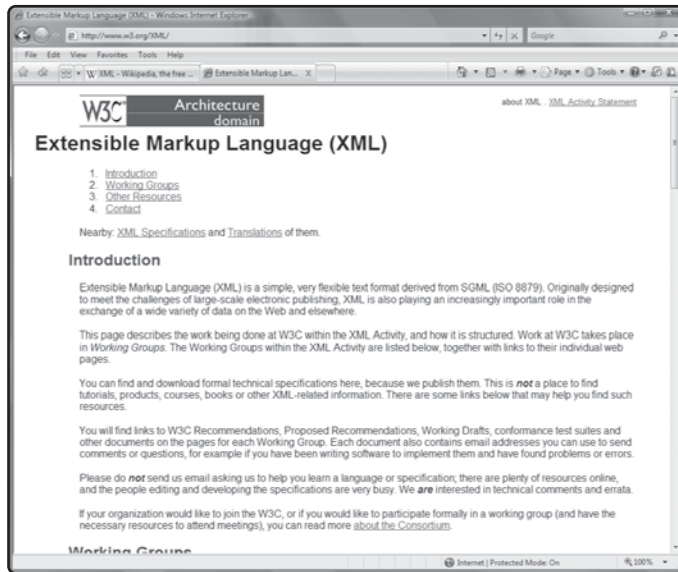 Extensible Markup Language (XML) - Windows Internet Explorer
http://www.w3.org/XML/
Google
File Edit View Favorites Tools Help
XML - Wikipedia, the free ...
Extensible Markup Lan... X
Page Tools
W3C Architecture
domain
about XML . XML Activity Statement
Extensible Markup Language (XML)
1. Introduction
2. Working Groups
3. Other Resources
4. Contact
Nearby: XML Specifications and Translations of them.
Introduction
Extensible Markup Language (XML) is a simple, very flexible text format derived from SGML (ISO 8879). Originally designed
to meet the challenges of large-scale electronic publishing, XML is also playing an increasingly important role in the
exchange of a wide variety of data on the Web and elsewhere.
This page describes the work being done at W3C within the XML Activity, and how it is structured. Work at W3C takes place
in Working Groups. The Working Groups within the XML Activity are listed below, together with links to their individual web
pages.
You can find and download formal technical specifications here, because we publish them. This is not a place to find
tutorials, products, courses, books or other XML-related information. There are some links below that may help you find such
resources.
You will find links to W3C Recommendations, Proposed Recommendations, Working Drafts, conformance test suites and
other documents on the pages for each Working Group. Each document also contains email addresses you can use to send
comments or questions, for example if you have been writing software to implement them and have found problems or errors.
Please do not send us email asking us to help you learn a language or specification; there are plenty of resources online,
and the people editing and developing the specifications are very busy. We are interested in technical comments and errata.
If your organization would like to join the W3C, or if you would like to participate formally in a working group (and have the
necessary resources to attend meetings), you can read more about the Consortium.
Working Groups
Internet | Protected Mode: On
100%